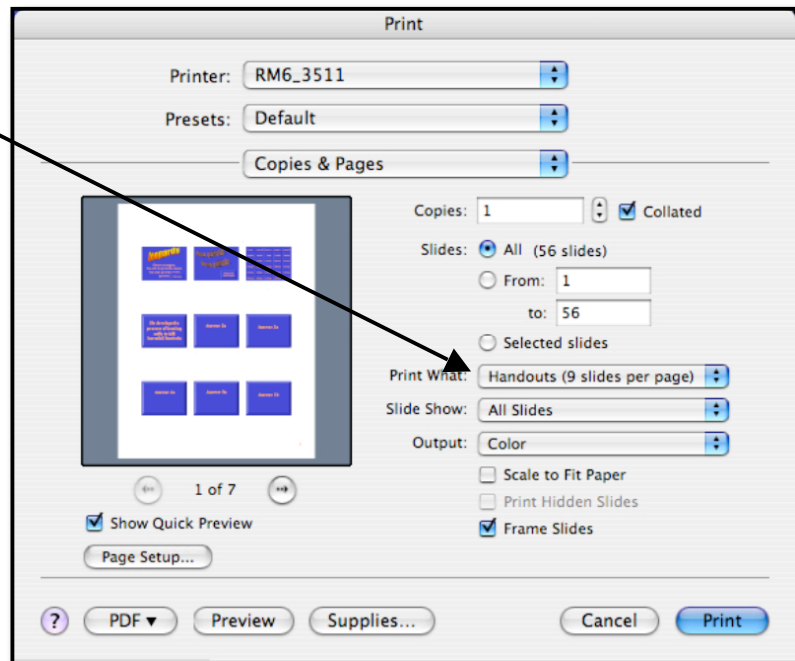 Print
Printer: RM6_3511
Presets: Default
Copies & Pages
Copies: 1 Collated
Slides: All (56 slides)
From: 1
to: 56
Selected slides
Print What: Handouts (9 slides per page)
Slide Show: All Slides
Output: Color
Scale to Fit Paper
Print Hidden Slides
Frame Slides
Jeopardy
1 of 7
Show Quick Preview
Page Setup...
? PDF ▼ Preview Supplies... Cancel Print